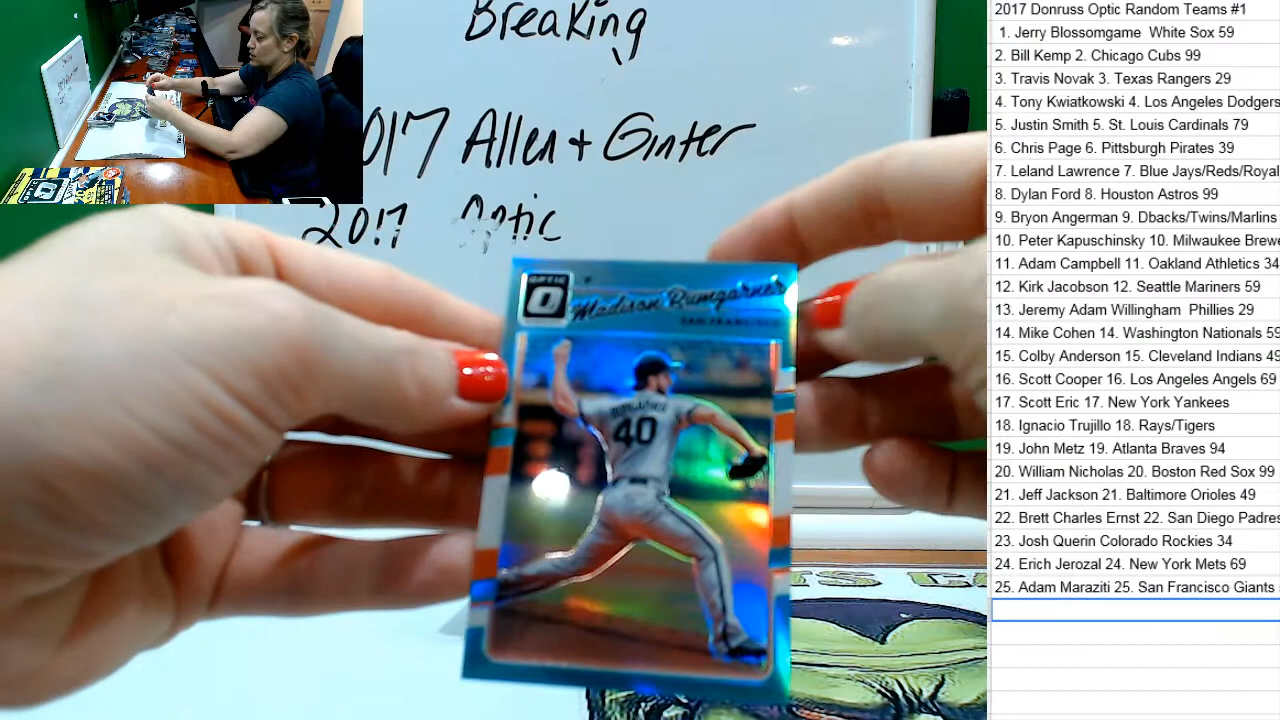 Breaking
017 Allen + Ginter
2017 Optic
OPTIC
Madison Bumgarner
SAN FRANCISCO
40
2017 Donruss Optic Random Teams #1
1. Jerry Blossomgame White Sox 59
2. Bill Kemp 2. Chicago Cubs 99
3. Travis Novak 3. Texas Rangers 29
4. Tony Kwiatkowski 4. Los Angeles Dodgers
5. Justin Smith 5. St. Louis Cardinals 79
6. Chris Page 6. Pittsburgh Pirates 39
7. Leland Lawrence 7. Blue Jays/Reds/Royal
8. Dylan Ford 8. Houston Astros 99
9. Bryon Angerman 9. Dbacks/Twins/Marlins
10. Peter Kapuschinsky 10. Milwaukee Brewe
11. Adam Campbell 11. Oakland Athletics 34
12. Kirk Jacobson 12. Seattle Mariners 59
13. Jeremy Adam Willingham Phillies 29
14. Mike Cohen 14. Washington Nationals 59
15. Colby Anderson 15. Cleveland Indians 49
16. Scott Cooper 16. Los Angeles Angels 69
17. Scott Eric 17. New York Yankees
18. Ignacio Trujillo 18. Rays/Tigers
19. John Metz 19. Atlanta Braves 94
20. William Nicholas 20. Boston Red Sox 99
21. Jeff Jackson 21. Baltimore Orioles 49
22. Brett Charles Ernst 22. San Diego Padres
23. Josh Querin Colorado Rockies 34
24. Erich Jerozal 24. New York Mets 69
25. Adam Maraziti 25. San Francisco Giants